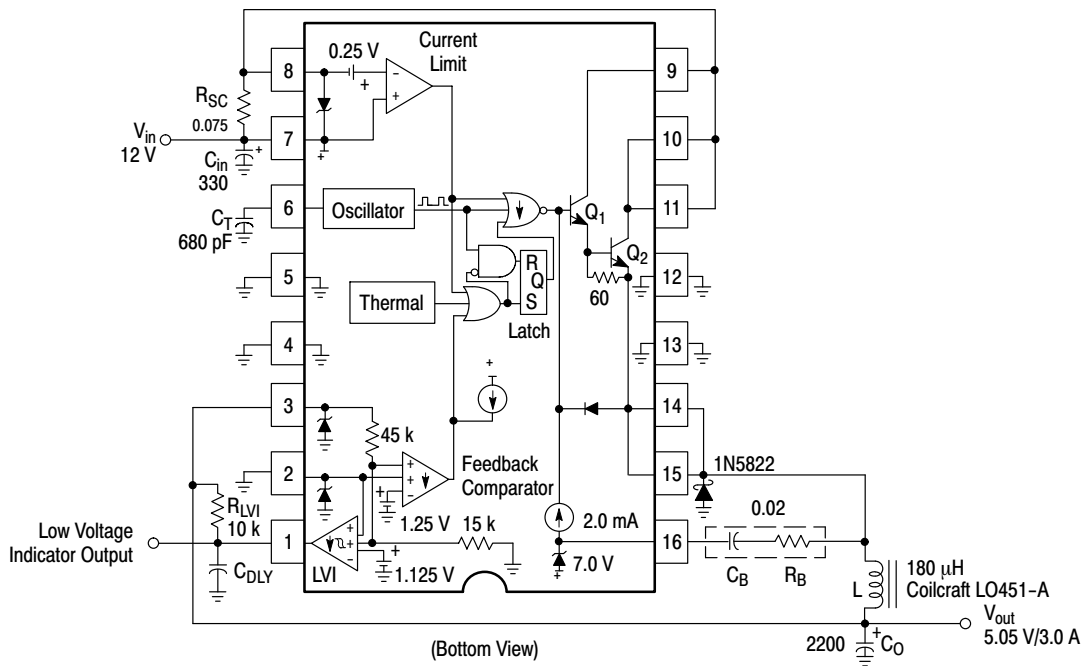 Current
Limit
0.25 V
+
−
+
8
9
R_SC
0.075
V_in
12 V
7
+
C_in
330
+
10
6
Oscillator
C_T
680 pF
11
Q1
Q2
60
5
12
R
Q
S
Latch
Thermal
4
13
+
3
14
45 k
Feedback
Comparator
+
+
−
+
2
15
1N5822
R_LVI
10 k
1.25 V
15 k
2.0 mA
0.02
Low Voltage
Indicator Output
1
16
C_DLY
LVI
+
+
−
+
1.125 V
7.0 V
+
C_B
R_B
L
180 µH
Coilcraft LO451−A
V_out
5.05 V/3.0 A
2200
+
C_O
(Bottom View)